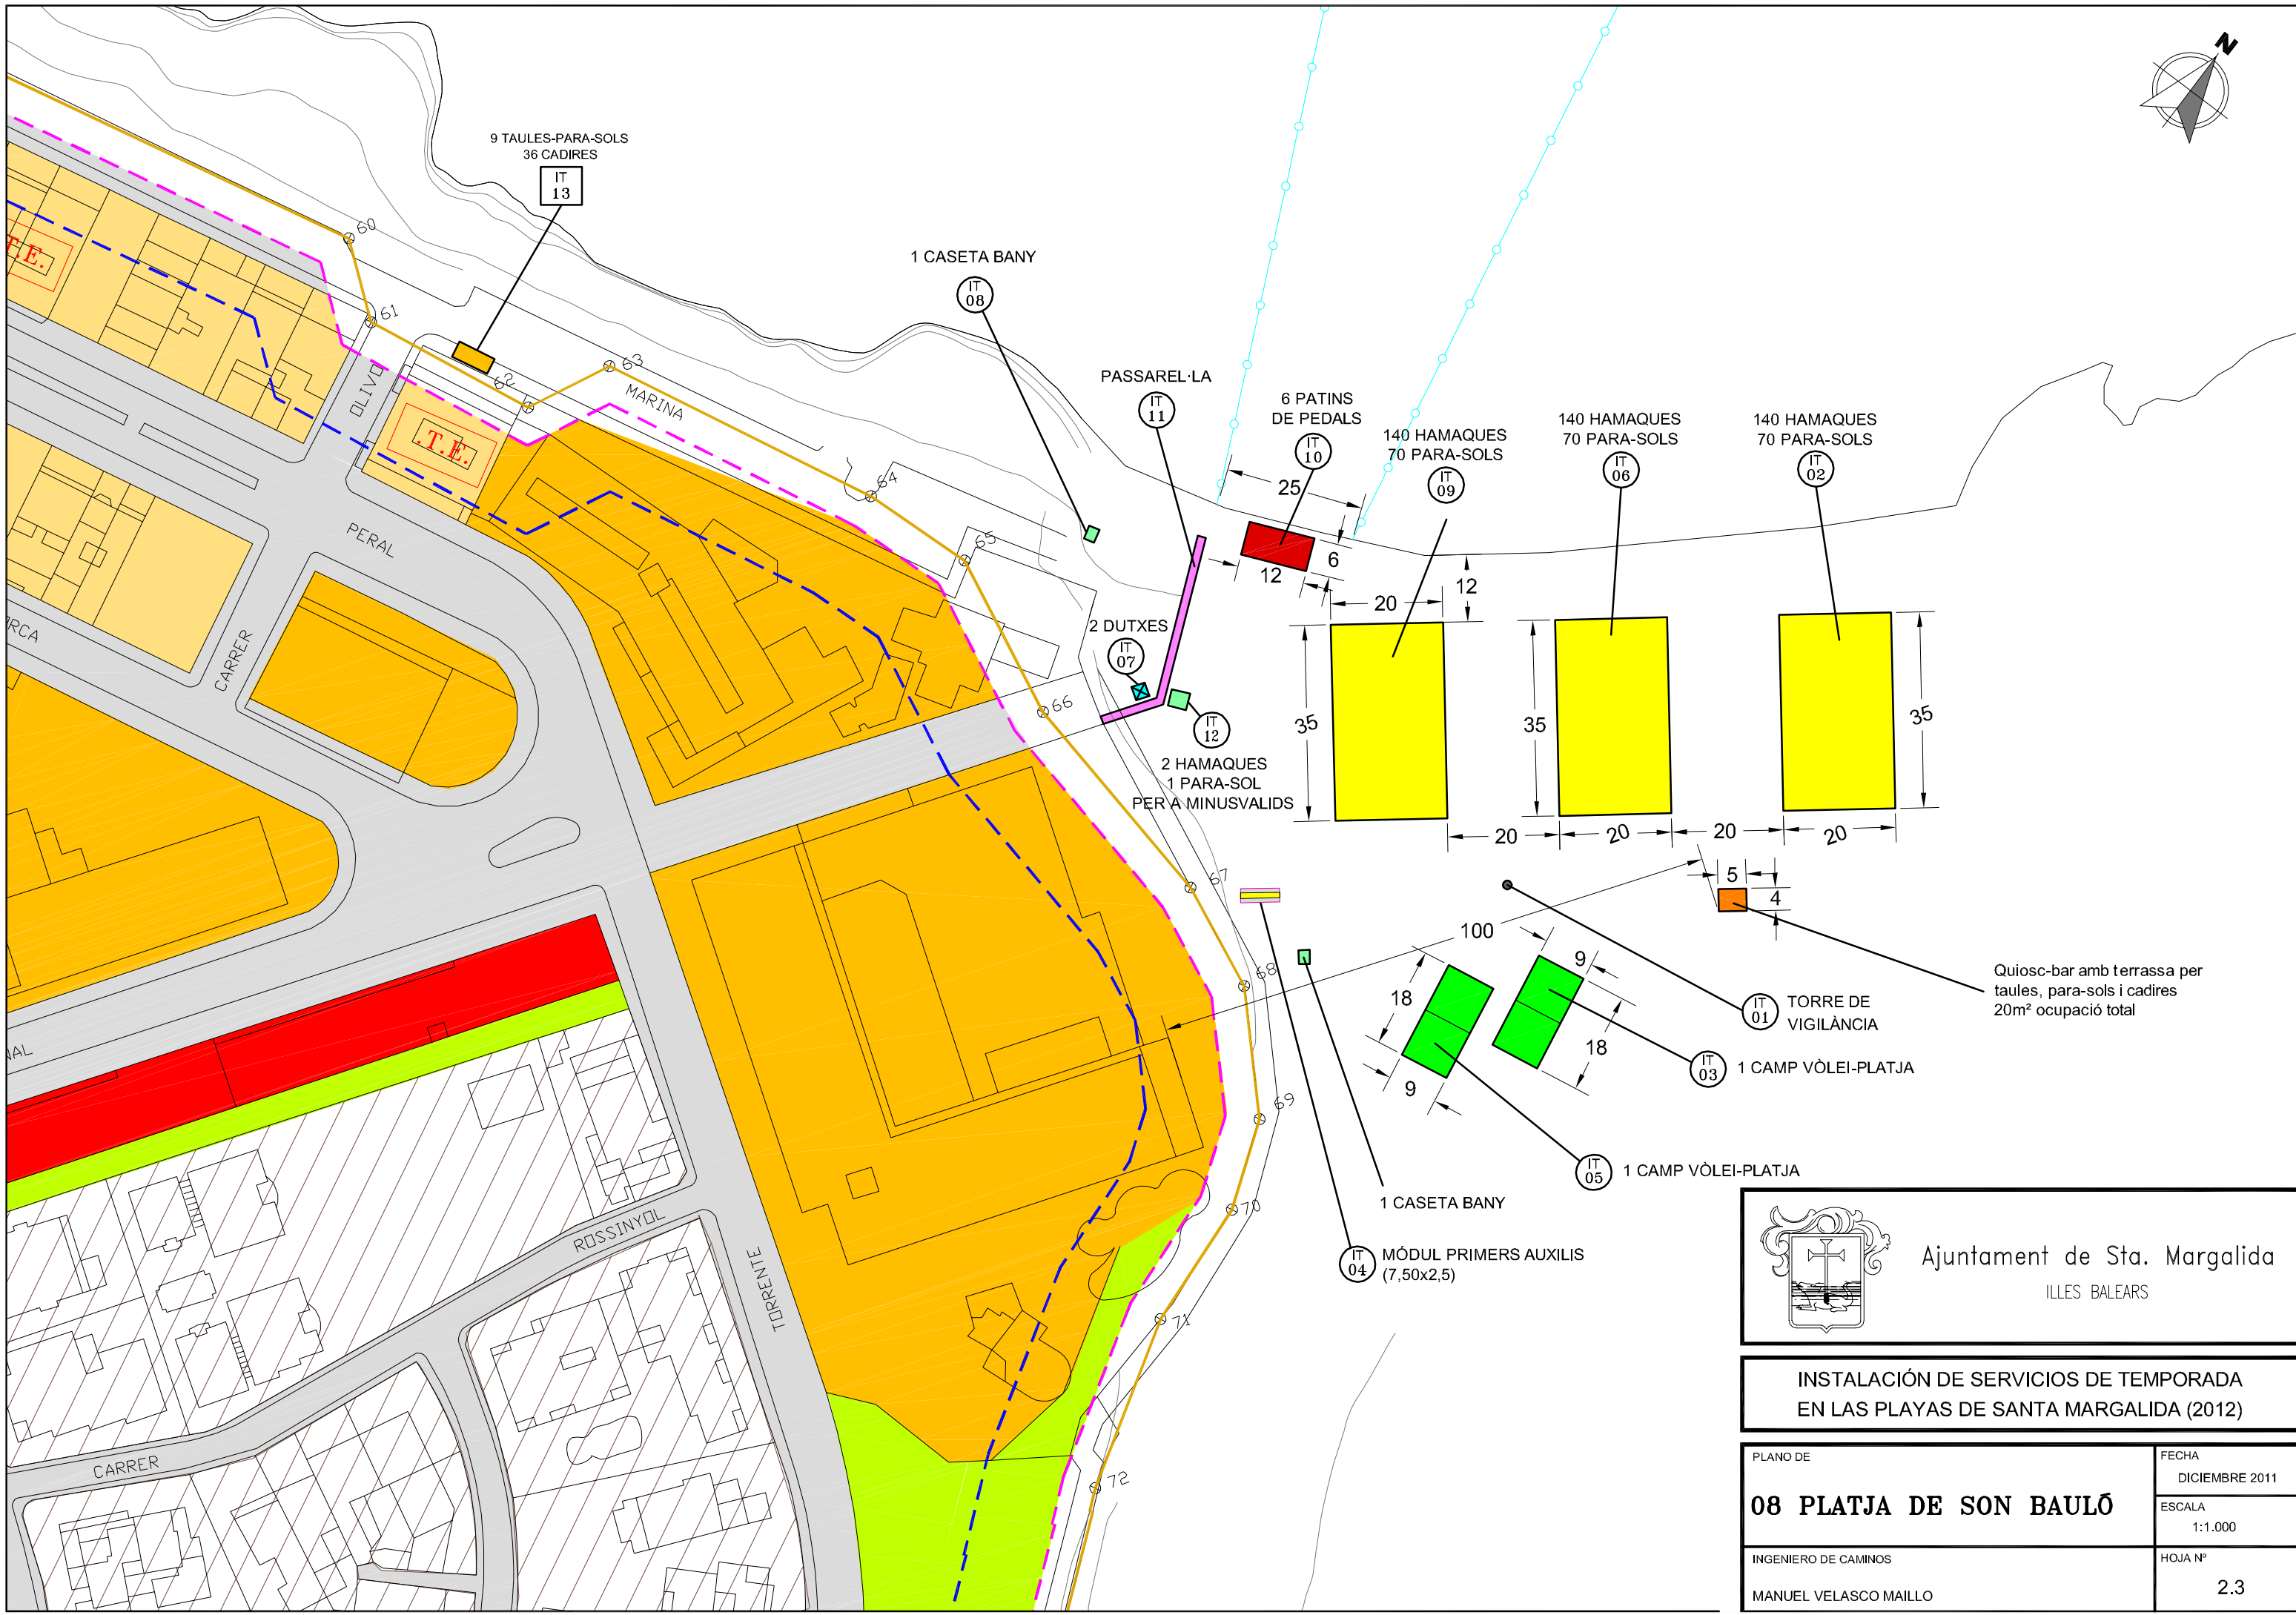 N
9 TAULES-PARA-SOLS
36 CADIRES
IT
13
1 CASETA BANY
IT
08
PASSAREL·LA
IT
11
6 PATINS
DE PEDALS
IT
10
140 HAMAQUES
70 PARA-SOLS
IT
09
140 HAMAQUES
70 PARA-SOLS
IT
06
140 HAMAQUES
70 PARA-SOLS
IT
02
25
12
6
12
20
35
35
35
20
20
20
20
2 DUTXES
IT
07
IT
12
2 HAMAQUES
1 PARA-SOL
PER A MINUSVALIDS
5
4
100
18
9
9
18
Quiosc-bar amb terrassa per
taules, para-sols i cadires
20m² ocupació total
IT
01
TORRE DE
VIGILÀNCIA
IT
03
1 CAMP VÒLEI-PLATJA
IT
05
1 CAMP VÒLEI-PLATJA
1 CASETA BANY
IT
04
MÓDUL PRIMERS AUXILIS
(7,50x2,5)
60
61
62
63
64
65
66
67
68
69
70
71
72
T.E.
.T.E.
OLIVO
MARINA
PERAL
CARRER
RCA
NAL
ROSSINYOL
TORRENTE
CARRER
Ajuntament de Sta. Margalida
ILLES BALEARS
INSTALACIÓN DE SERVICIOS DE TEMPORADA
EN LAS PLAYAS DE SANTA MARGALIDA (2012)
PLANO DE
08 PLATJA DE SON BAULÓ
FECHA
DICIEMBRE 2011
ESCALA
1:1.000
INGENIERO DE CAMINOS
MANUEL VELASCO MAILLO
HOJA Nº
2.3